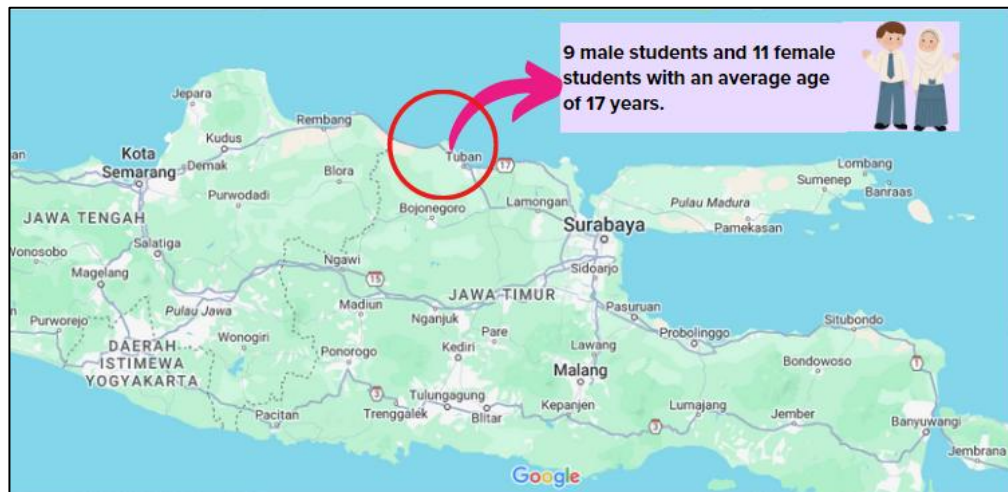 9 male students and 11 female
students with an average age
of 17 years.
Jepara
Rembang
Kudus
Kota
Semarang
Demak
Tuban
17
Lombang
Blora
Sumenep
Banraas
Purwodadi
Pulau Madura
Bojonegoro
Lamongan
JAWA TENGAH
Surabaya
Pamekasan
Salatiga
Wonosobo
Ngawi
Sidoarjo
Magelang
15
JAWA TIMUR
Madiun
Pasuruan
Pulau Jawa
Nganjuk
Situbondo
Purworejo
Pare
Probolinggo
Wonogiri
DAERAH
ISTIMEWA
YOGYAKARTA
Ponorogo
Kediri
Lawang
Bondowoso
1
Malang
3
Tulungagung
Pacitan
Trenggalek
Blitar
Kepanjen
Lumajang
Jember
3
Banyuwangi
Jembrana
Google